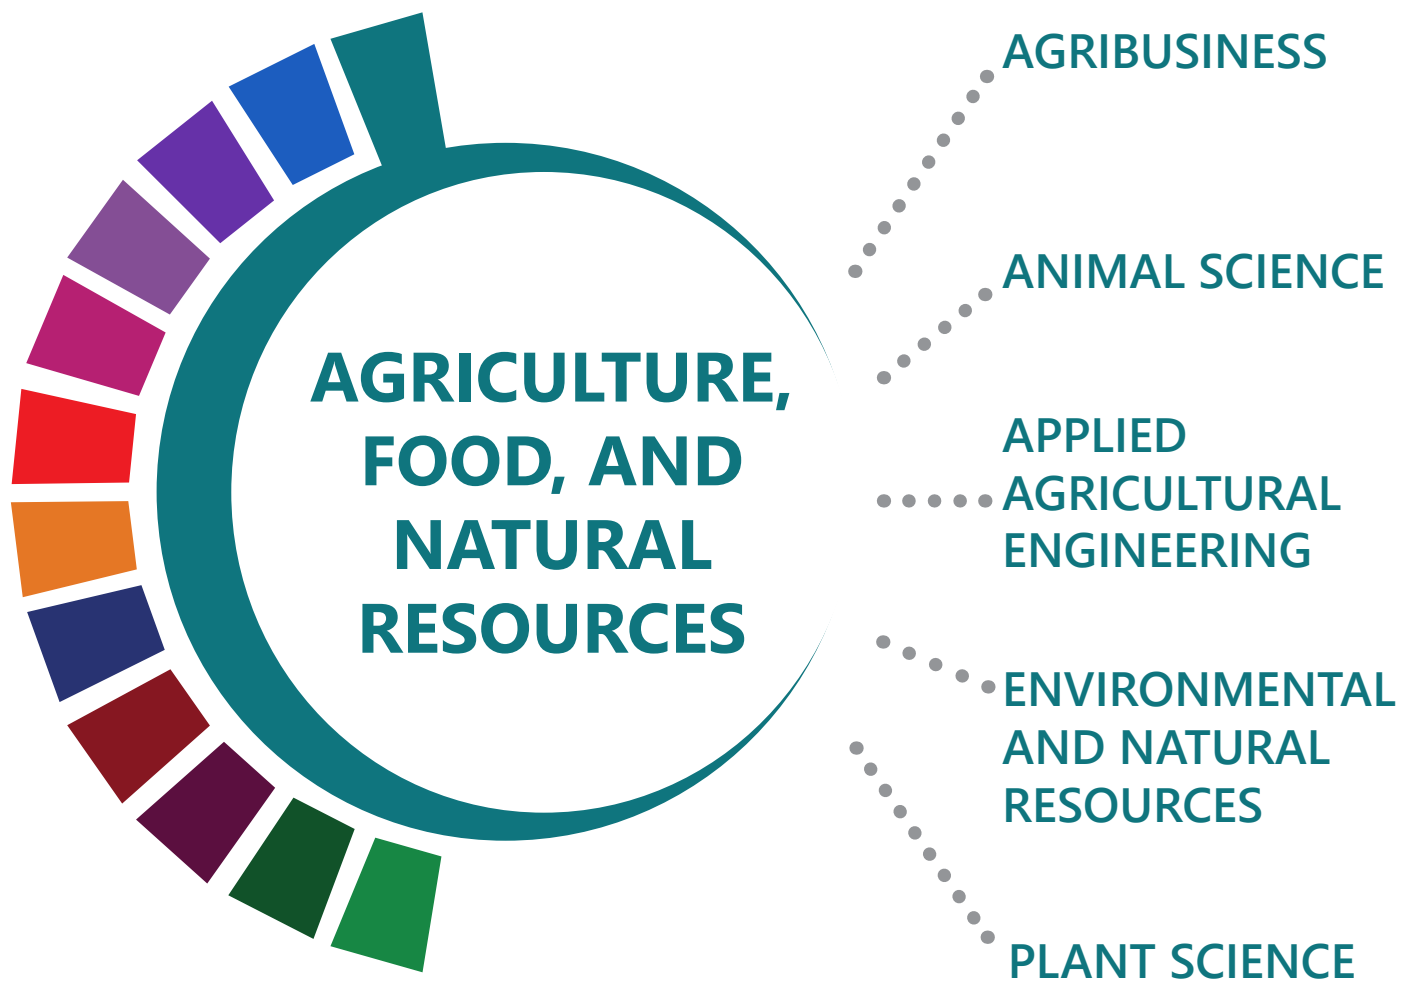 AGRICULTURE,
FOOD, AND
NATURAL
RESOURCES
AGRIBUSINESS
ANIMAL SCIENCE
APPLIED
AGRICULTURAL
ENGINEERING
ENVIRONMENTAL
AND NATURAL
RESOURCES
PLANT SCIENCE